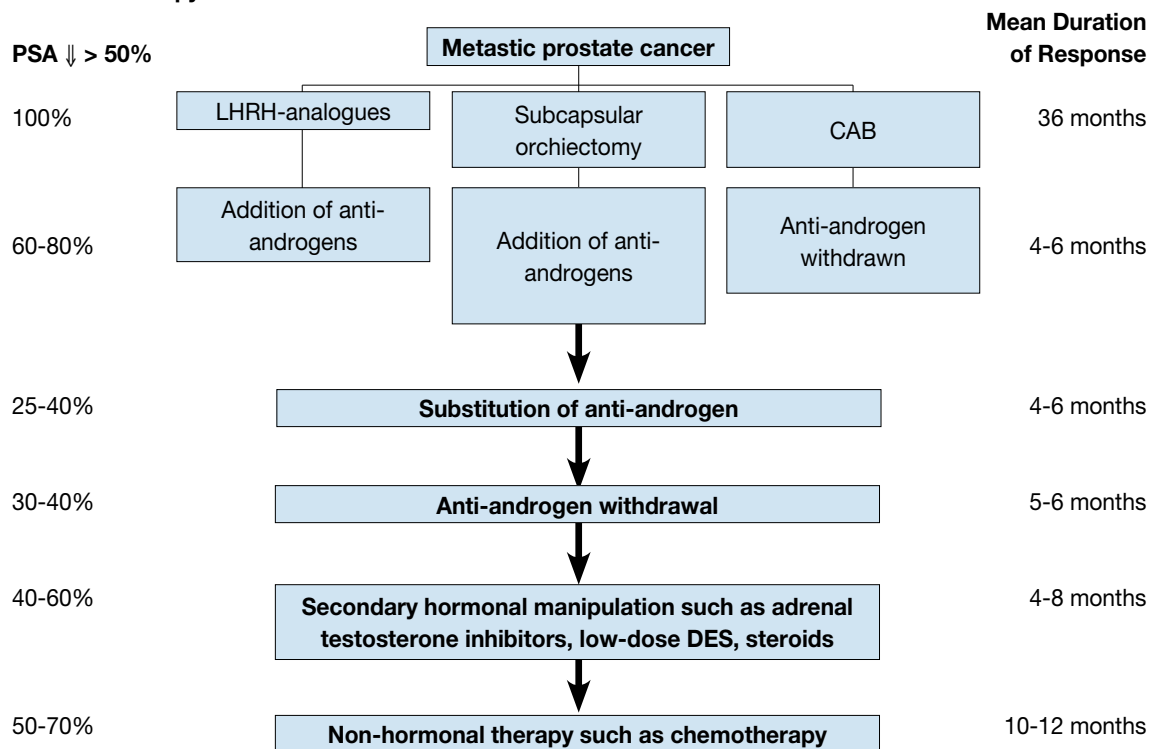 Mean Duration
of Response
PSA ⇓ > 50%
Metastic prostate cancer
100%
LHRH-analogues
Subcapsular
orchiectomy
CAB
36 months
60-80%
Addition of anti-
androgens
Addition of anti-
androgens
Anti-androgen
withdrawn
4-6 months
25-40%
Substitution of anti-androgen
4-6 months
30-40%
Anti-androgen withdrawal
5-6 months
40-60%
Secondary hormonal manipulation such as adrenal
testosterone inhibitors, low-dose DES, steroids
4-8 months
50-70%
Non-hormonal therapy such as chemotherapy
10-12 months